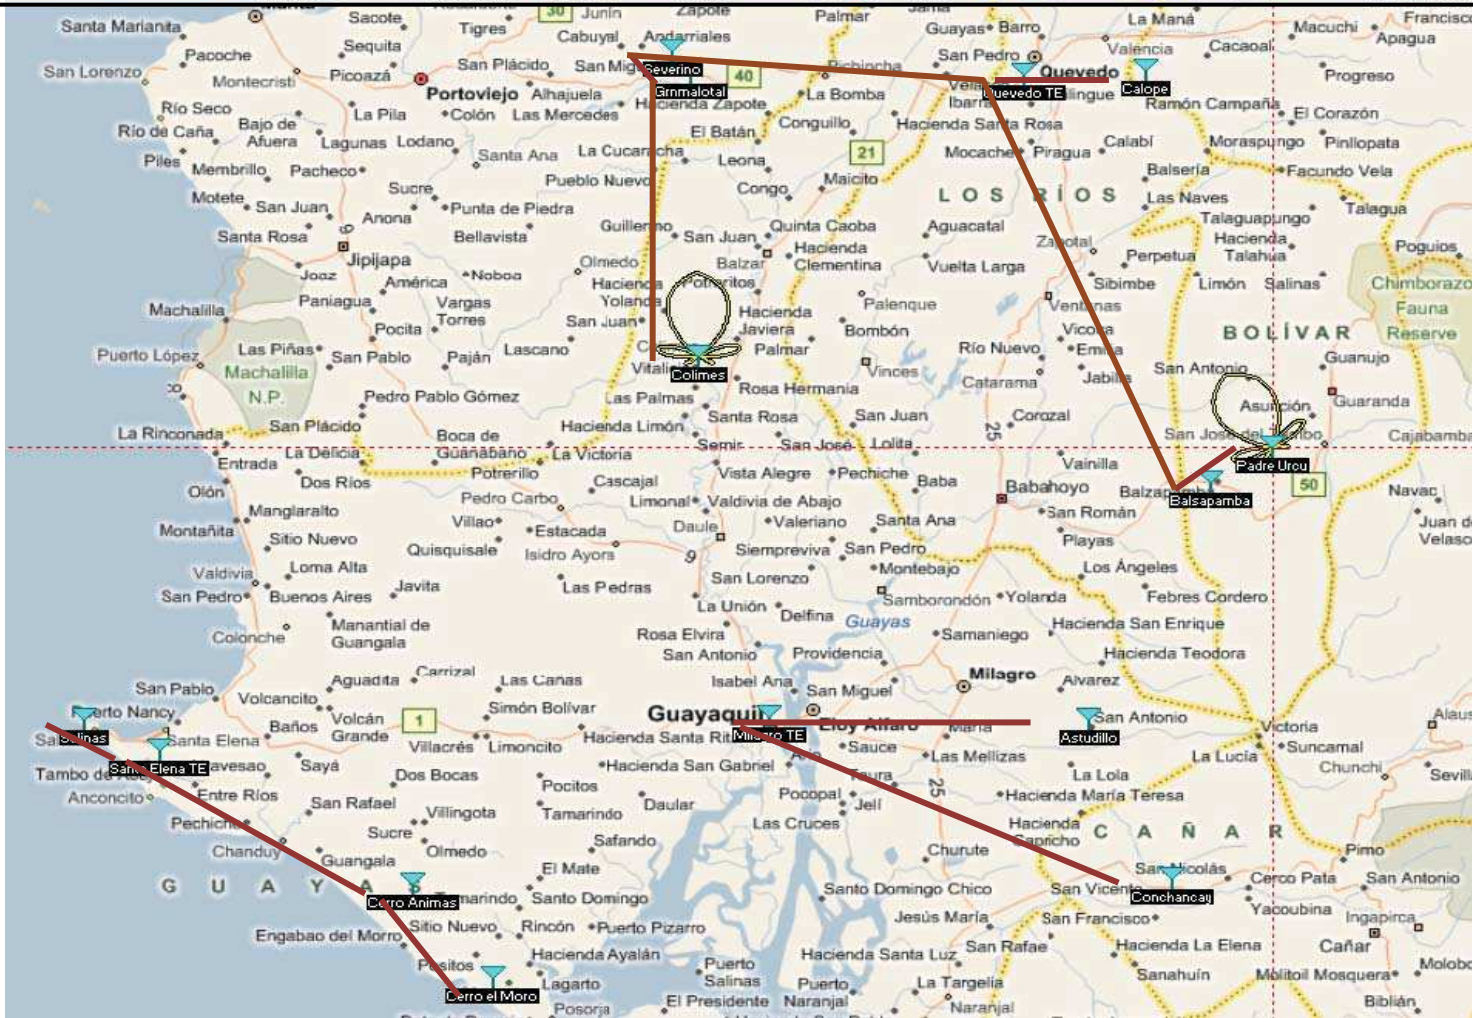 Santa Marianita
Sacote
Tigres
30
Junín
Zapote
Palmar
Guayas
Barro
La Maná
Macuchi
Francisco
Apagua
Pacoche
Sequita
Cabuyal
Andarriales
San Pedro
Valencia
Cacaoal
San Lorenzo
Montecristi
Picoazá
San Plácido
Severino
40
Pichincha
Quevedo
Progreso
Portoviejo
Alhajuela
Grnmalotal
La Bomba
Quevedo TE
Calope
Río Seco
La Pila
Colón
Las Mercedes
Hacienda Zapote
Ramón Campaña
El Corazón
Río de Caña
Bajo de
Afuera
Lagunas
Lodano
El Batán
Conguillo
Hacienda Santa Rosa
Piles
Santa Ana
La Cucaracha
Leona
21
Mocache
Piragua
Calabí
Moraspungo
Pinllopata
Membrillo
Pacheco
Pueblo Nuevo
Congo
Maicito
Balsería
Facundo Vela
Motete
San Juan
Sucre
Punta de Piedra
LOS RÍOS
Las Naves
Talagua
Santa Rosa
Anona
Bellavista
Guillermo
San Juan
Quinta Caoba
Aguacatal
Talaguapungo
Jipijapa
Olmedo
Balzar
Hacienda
Clementina
Zapotal
Perpetua
Hacienda
Talahua
Poguios
Joaz
América
Noboa
Hacienda
Yolanda
Potreritos
Vuelta Larga
Sibimbe
Limón
Salinas
Chimborazo
Fauna
Reserve
Machalilla
Paniagua
Vargas
Torres
Palenque
Ventanas
Pocita
San Juan
Hacienda
Javiera
Bombón
BOLÍVAR
Puerto López
Las Piñas
San Pablo
Paján
Lascano
Palmar
Río Nuevo
Guanujo
Machalilla
N.P.
Colimes
Vinces
Catarama
Jabilla
San Antonio
Pedro Pablo Gómez
Las Palmas
Rosa Hermania
Asunción
Guaranda
La Rinconada
San Plácido
Boca de
Guanábano
Hacienda Limón
Santa Rosa
San Juan
25
Corozal
Cajabamba
Entrada
La Delicia
La Victoria
Semir
San José
Lolita
Vainilla
Padre Urcu
Olón
Dos Ríos
Potrerillo
Cascajal
Vista Alegre
Pechiche
Baba
Babahoyo
Balsapamba
50
Navac
Manglaralto
Pedro Carbo
Limonal
Valdivia de Abajo
San Román
Montañita
Sitio Nuevo
Villao
Estacada
Daule
Valeriano
Santa Ana
Playas
Juan de
Velasco
Quisquisale
Isidro Ayora
9
Siempreviva
San Pedro
Valdivia
Loma Alta
San Lorenzo
Montebajo
Los Ángeles
San Pedro
Buenos Aires
Javita
Las Pedras
Samborondón
Yolanda
Febres Cordero
Colonche
Manantial de
Guangala
La Unión
Delfina
Guayas
Hacienda San Enrique
Rosa Elvira
Samaniego
San Antonio
Providencia
Hacienda Teodora
San Pablo
Aguadita
Carrizal
Las Canas
Isabel Ana
San Miguel
Milagro
Alvarez
Volcancito
Simón Bolívar
Guayaquil
San Antonio
Salinas
Baños
Volcán
Grande
1
Hacienda Santa Rita
Milagro TE
Eloy Alfaro
María
Astudillo
Victoria
Santa Elena
Villacrés
Limoncito
Sauce
Las Mellizas
La Lucía
Suncamal
Santa Elena TE
Sayá
Hacienda San Gabriel
Taura
Chunchi
Dos Bocas
La Lola
Anconcito
Entre Ríos
San Rafael
Pocitos
Daular
Pocopal
Jelí
25
Hacienda María Teresa
Pechiche
Villingota
Tamarindo
Las Cruces
Hacienda
Capricho
CAÑAR
Sucre
Safando
Chanduy
Guangala
Olmedo
Churute
Pimo
GUAYAS
El Mate
San Nicolás
Cerro Animas
Santo Domingo
Santo Domingo Chico
San Vicente
Conchancay
Cerco Pata
San Antonio
Jesús María
San Francisco
Yacoubina
Ingapirca
Engabao del Morro
Sitio Nuevo
Rincón
Puerto Pizarro
San Rafae
Hacienda La Elena
Cañar
Hacienda Ayalán
Hacienda Santa Luz
Positos
Lagarto
Puerto
Salinas
La Targelia
Sanahuín
Molitoil Mosquera
Cerro el Moro
Posorja
El Presidente
Puerto
Naranjal
Naranjal
Biblián